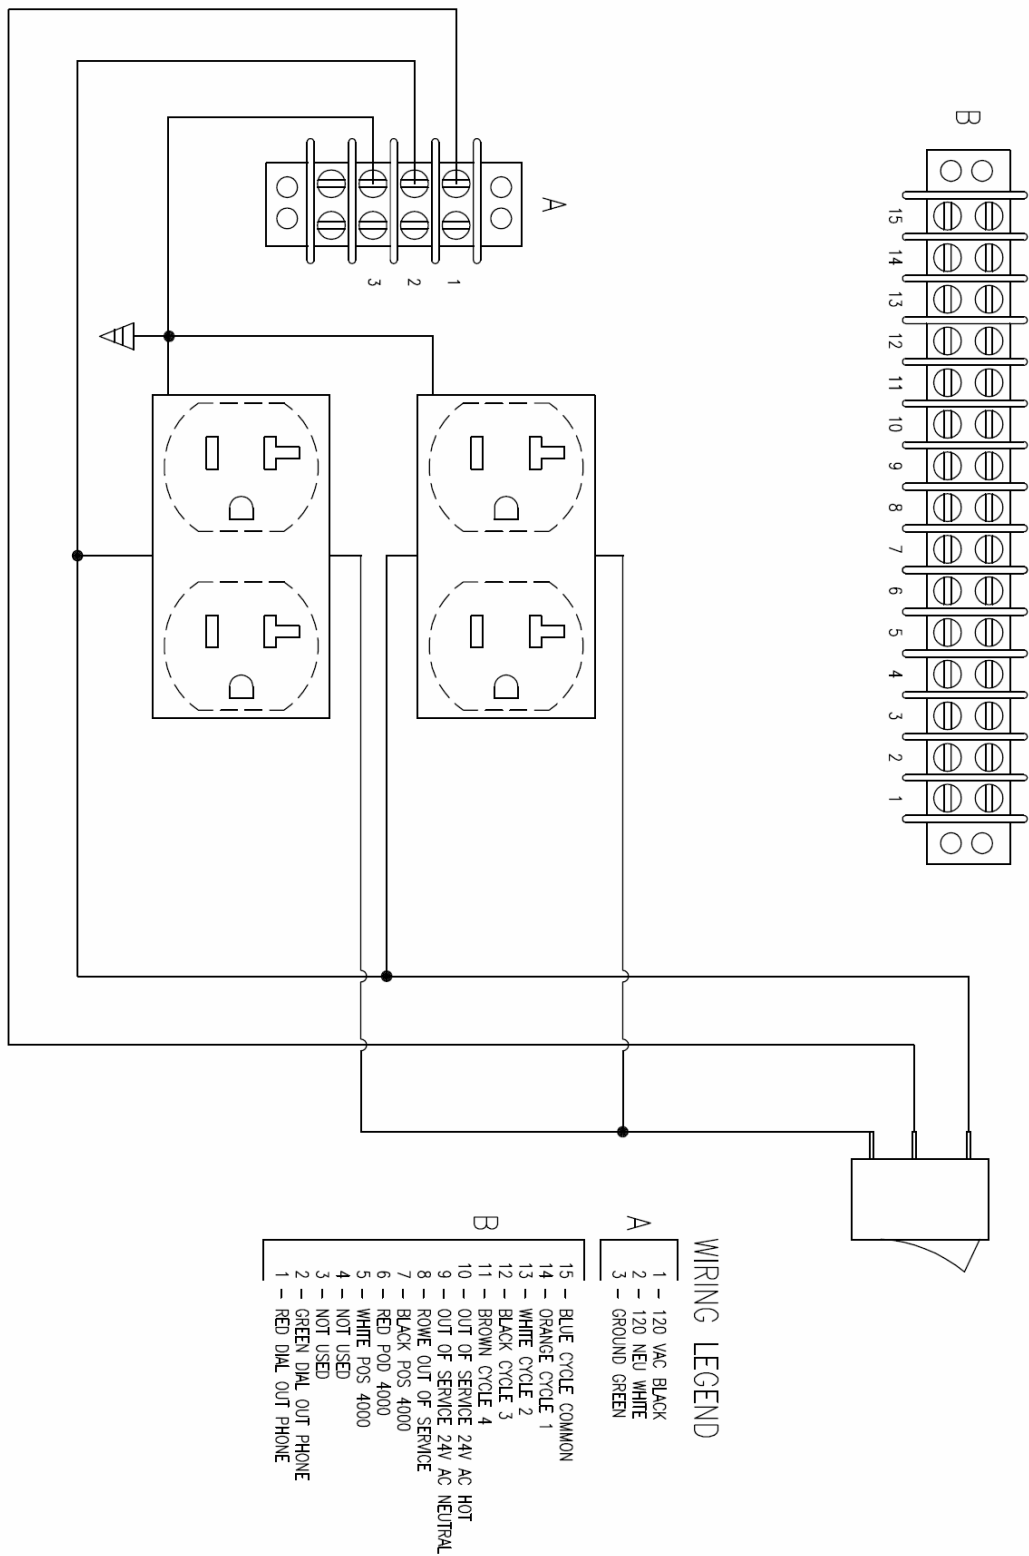 B
15 14 13 12 11 10 9 8 7 6 5 4 3 2 1
A
1
2
3
WIRING LEGEND
A
1 - 120 VAC BLACK
2 - 120 NEU WHITE
3 - GROUND GREEN
B
15 - BLUE CYCLE COMMON
14 - ORANGE CYCLE 1
13 - WHITE CYCLE 2
12 - BLACK CYCLE 3
11 - BROWN CYCLE 4
10 - OUT OF SERVICE 24V AC HOT
9 - OUT OF SERVICE 24V AC NEUTRAL
8 - ROWE OUT OF SERVICE
7 - BLACK POS 4000
6 - RED POD 4000
5 - WHITE POS 4000
4 - NOT USED
3 - NOT USED
2 - GREEN DIAL OUT PHONE
1 - RED DIAL OUT PHONE